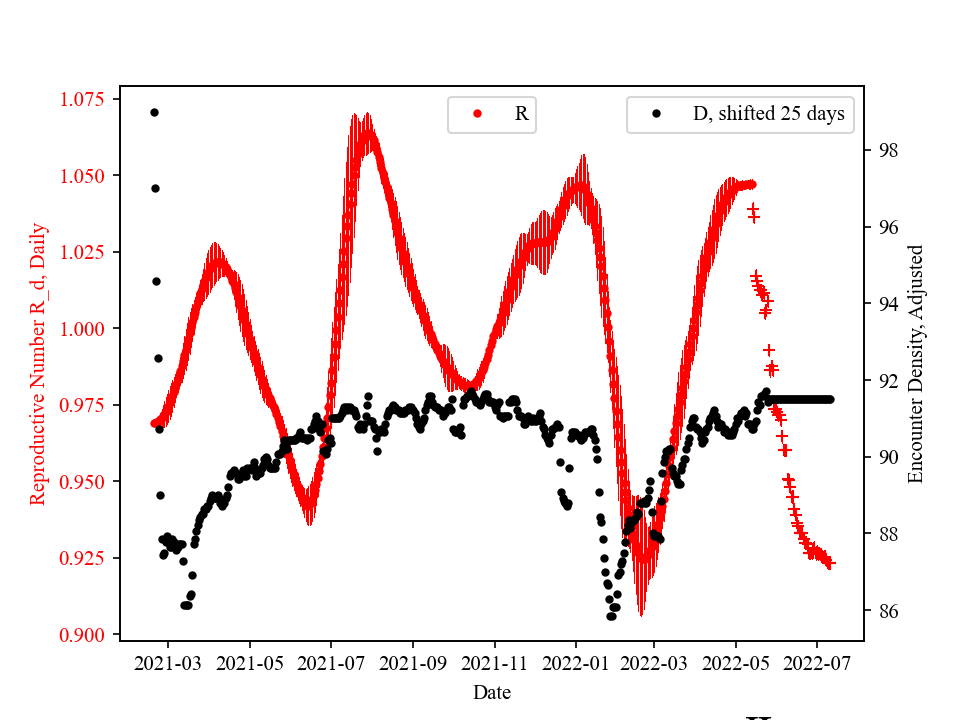 R
D, shifted 25 days
1.075
1.050
1.025
1.000
0.975
0.950
0.925
0.900
Reproductive Number R_d, Daily
98
96
94
92
90
88
86
Encounter Density, Adjusted
2021-03 2021-05 2021-07 2021-09 2021-11 2022-01 2022-03 2022-05 2022-07
Date